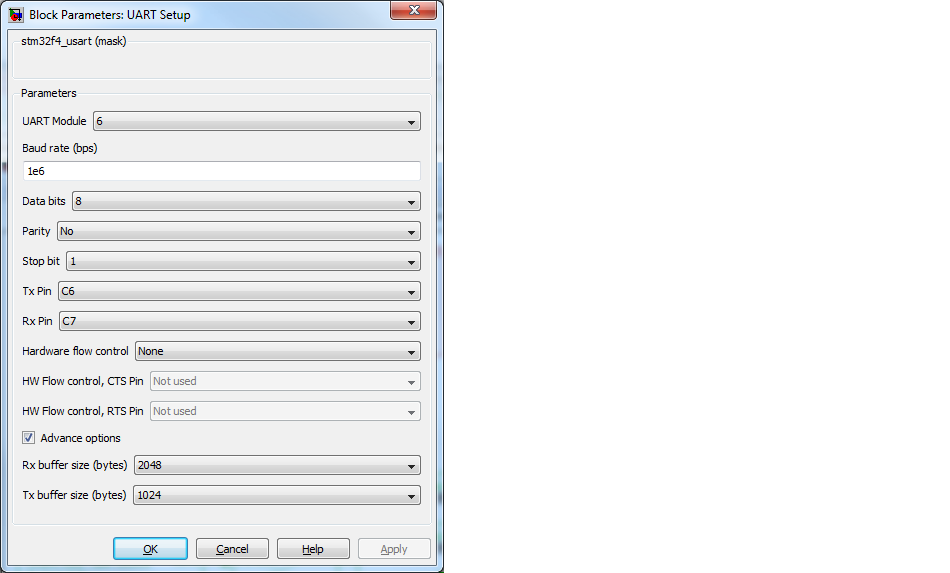 Block Parameters: UART Setup
stm32f4_usart (mask)
Parameters
UART Module 6
Baud rate (bps)
1e6
Data bits 8
Parity No
Stop bit 1
Tx Pin C6
Rx Pin C7
Hardware flow control None
HW Flow control, CTS Pin Not used
HW Flow control, RTS Pin Not used
Advance options
Rx buffer size (bytes) 2048
Tx buffer size (bytes) 1024
OK Cancel Help Apply